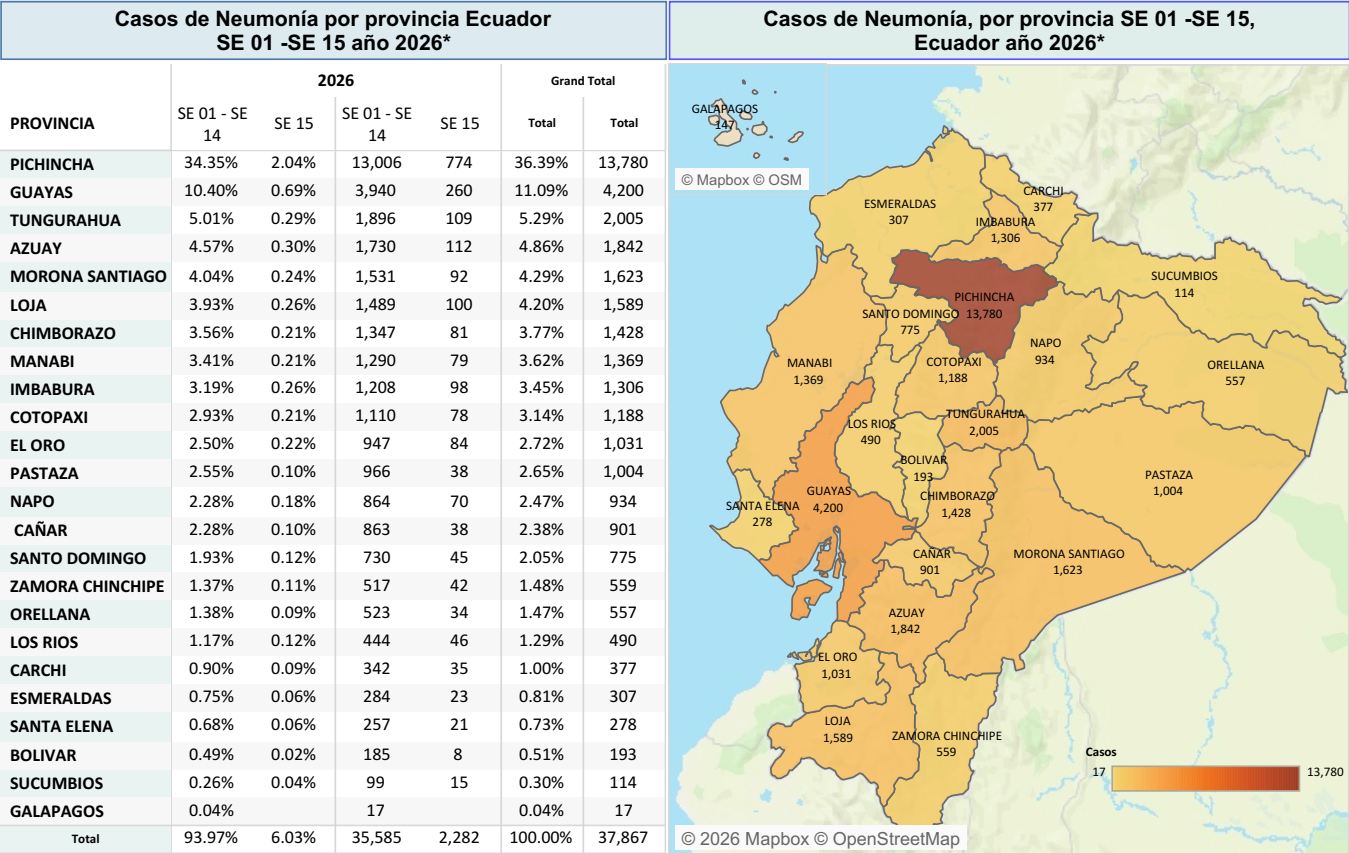 Casos de Neumonía por provincia Ecuador
SE 01 -SE 15 año 2026*
PROVINCIA 2026 Grand Total
SE 01 - SE 14 SE 15 SE 01 - SE 14 SE 15 Total Total
PICHINCHA 34.35% 2.04% 13,006 774 36.39% 13,780
GUAYAS 10.40% 0.69% 3,940 260 11.09% 4,200
TUNGURAHUA 5.01% 0.29% 1,896 109 5.29% 2,005
AZUAY 4.57% 0.30% 1,730 112 4.86% 1,842
MORONA SANTIAGO 4.04% 0.24% 1,531 92 4.29% 1,623
LOJA 3.93% 0.26% 1,489 100 4.20% 1,589
CHIMBORAZO 3.56% 0.21% 1,347 81 3.77% 1,428
MANABI 3.41% 0.21% 1,290 79 3.62% 1,369
IMBABURA 3.19% 0.26% 1,208 98 3.45% 1,306
COTOPAXI 2.93% 0.21% 1,110 78 3.14% 1,188
EL ORO 2.50% 0.22% 947 84 2.72% 1,031
PASTAZA 2.55% 0.10% 966 38 2.65% 1,004
NAPO 2.28% 0.18% 864 70 2.47% 934
CAÑAR 2.28% 0.10% 863 38 2.38% 901
SANTO DOMINGO 1.93% 0.12% 730 45 2.05% 775
ZAMORA CHINCHIPE 1.37% 0.11% 517 42 1.48% 559
ORELLANA 1.38% 0.09% 523 34 1.47% 557
LOS RIOS 1.17% 0.12% 444 46 1.29% 490
CARCHI 0.90% 0.09% 342 35 1.00% 377
ESMERALDAS 0.75% 0.06% 284 23 0.81% 307
SANTA ELENA 0.68% 0.06% 257 21 0.73% 278
BOLIVAR 0.49% 0.02% 185 8 0.51% 193
SUCUMBIOS 0.26% 0.04% 99 15 0.30% 114
GALAPAGOS 0.04% 17 0.04% 17
Total 93.97% 6.03% 35,585 2,282 100.00% 37,867
Casos de Neumonía, por provincia SE 01 -SE 15,
Ecuador año 2026*
GALAPAGOS
147
© Mapbox © OSM
CARCHI
377
ESMERALDAS
307
IMBABURA
1,306
SUCUMBIOS
114
PICHINCHA
13,780
SANTO DOMINGO
775
NAPO
934
MANABI
1,369
COTOPAXI
1,188
ORELLANA
557
TUNGURAHUA
2,005
LOS RIOS
490
BOLIVAR
193
PASTAZA
1,004
GUAYAS
4,200
CHIMBORAZO
1,428
SANTA ELENA
278
CAÑAR
901
MORONA SANTIAGO
1,623
AZUAY
1,842
EL ORO
1,031
LOJA
1,589
ZAMORA CHINCHIPE
559
Casos
17 13,780
© 2026 Mapbox © OpenStreetMap